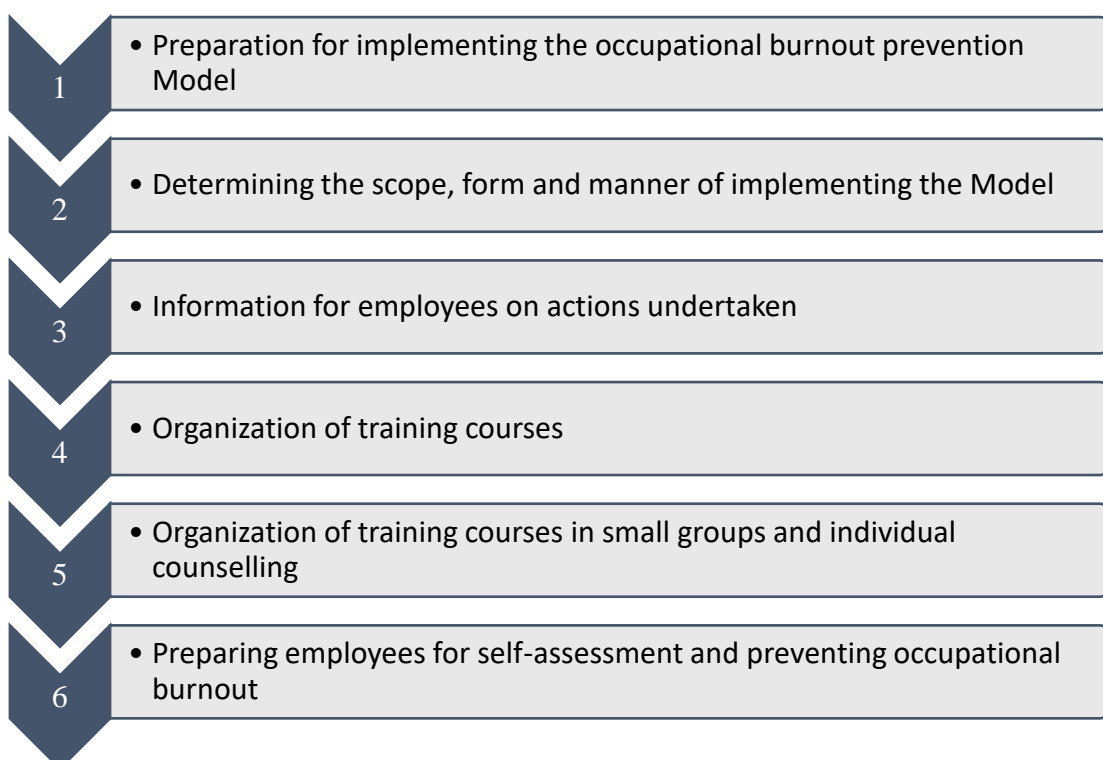 1
• Preparation for implementing the occupational burnout prevention
Model
2
• Determining the scope, form and manner of implementing the Model
3
• Information for employees on actions undertaken
4
• Organization of training courses
5
• Organization of training courses in small groups and individual
counselling
6
• Preparing employees for self-assessment and preventing occupational
burnout